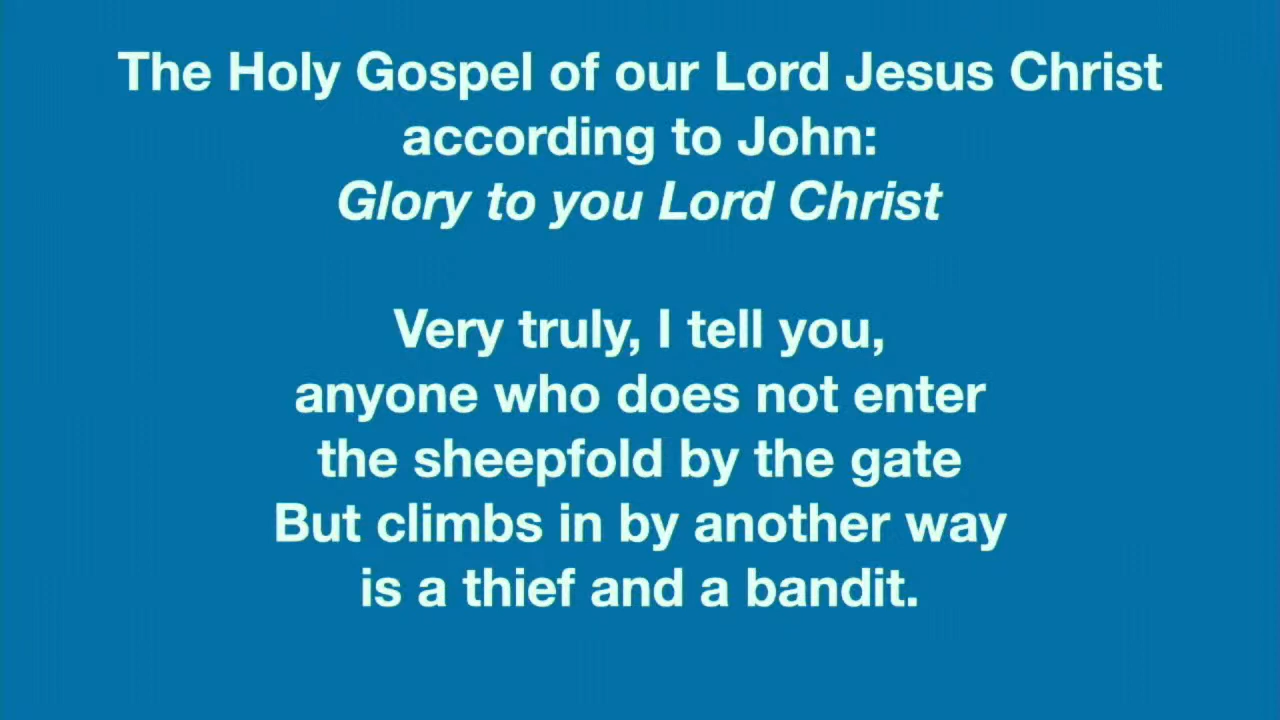 The Holy Gospel of our Lord Jesus Christ
according to John:
Glory to you Lord Christ
Very truly, I tell you,
anyone who does not enter
the sheepfold by the gate
But climbs in by another way
is a thief and a bandit.